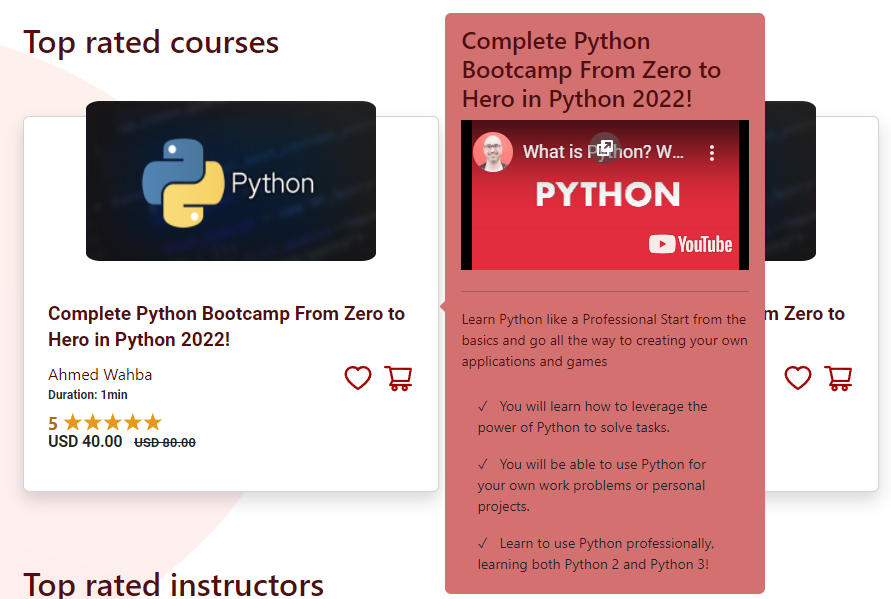 Top rated courses
Python
Complete Python Bootcamp From Zero to
Hero in Python 2022!
Ahmed Wahba
Duration: 1min
5
USD 40.00 USD 80.00
Complete Python
Bootcamp From Zero to
Hero in Python 2022!
What is Python? W...
PYTHON
YouTube
Learn Python like a Professional Start from the
basics and go all the way to creating your own
applications and games
✓ You will learn how to leverage the
power of Python to solve tasks.
✓ You will be able to use Python for
your own work problems or personal
projects.
✓ Learn to use Python professionally,
learning both Python 2 and Python 3!
m Zero to
Top rated instructors